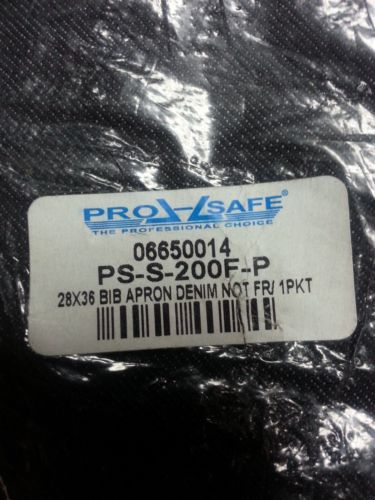 PRO SAFE®
THE PROFESSIONAL CHOICE
06650014
PS-S-200F-P
28X36 BIB APRON DENIM NOT FR/ 1PKT